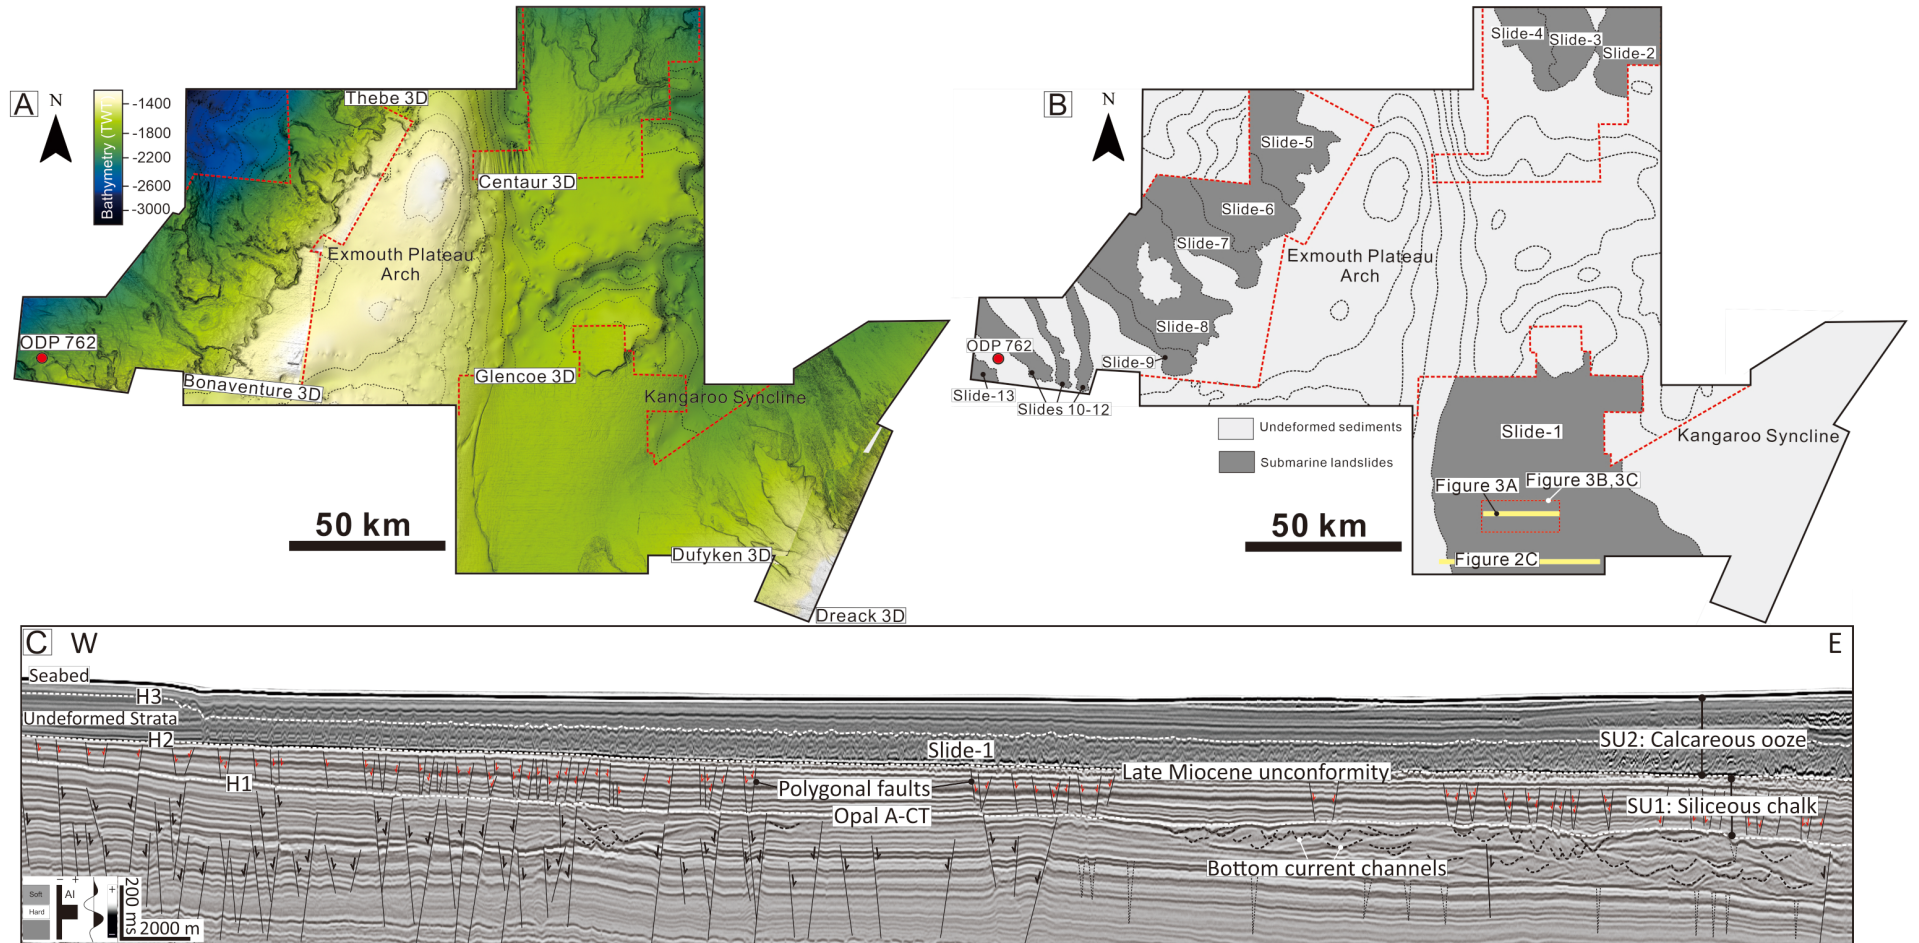 A
N
-1400
-1800
-2200
-2600
-3000
Bathymetry (TWT
Thebe 3D
Centaur 3D
Exmouth Plateau
Arch
ODP 762
Bonaventure 3D
Glencoe 3D
Kangaroo Syncline
50 km
Dufyken 3D
Dreack 3D
B
N
Slide-4
Slide-3
Slide-2
Slide-5
Slide-6
Slide-7
Exmouth Plateau
Arch
Slide-8
ODP 762
Slide-9
Slide-13
Slides 10-12
Undeformed sediments
Submarine landslides
Slide-1
Kangaroo Syncline
Figure 3A
Figure 3B,3C
50 km
Figure 2C
C
W
E
Seabed
H3
Undeformed Strata
H2
Slide-1
SU2: Calcareous ooze
Late Miocene unconformity
H1
Polygonal faults
SU1: Siliceous chalk
Opal A-CT
Bottom current channels
Soft
Hard
- +
AI
+
-
200 ms
2000 m